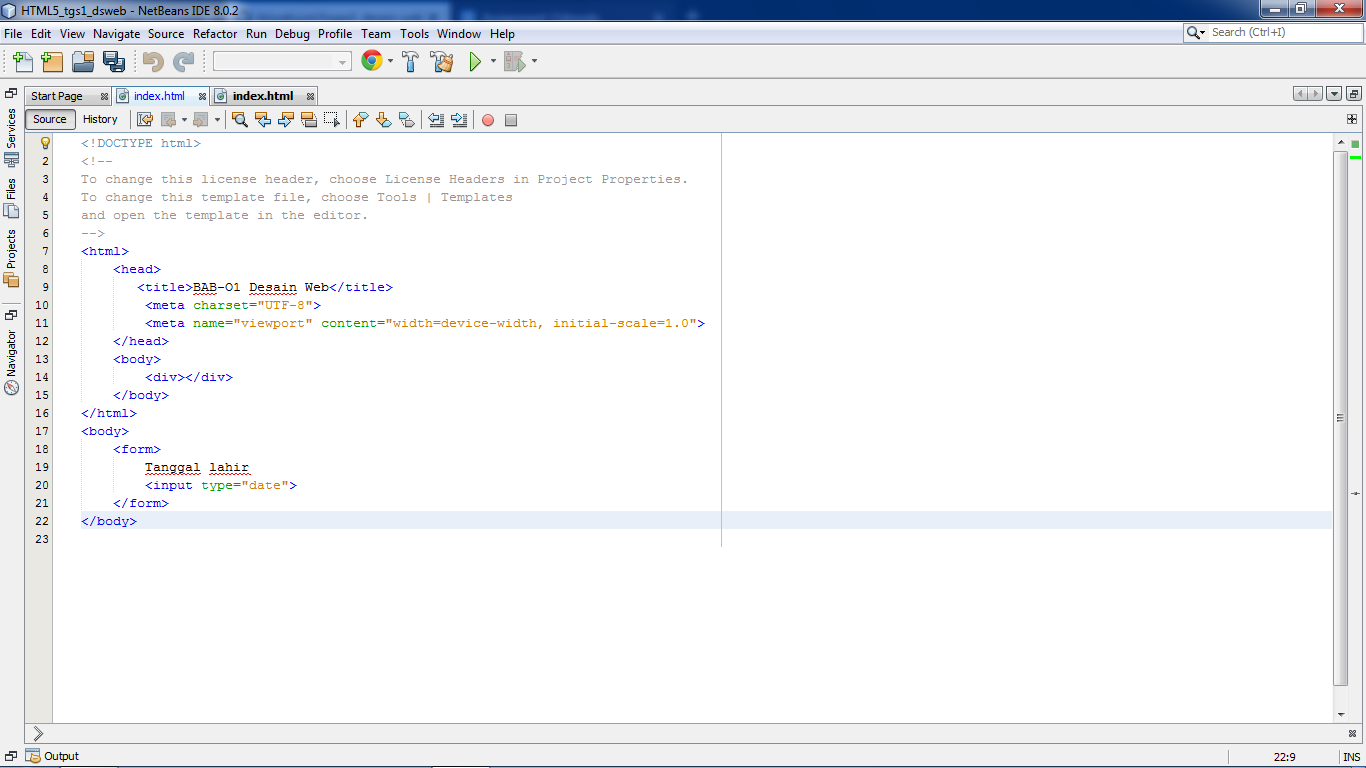 HTML5_tgs1_dsweb - NetBeans IDE 8.0.2
File Edit View Navigate Source Refactor Run Debug Profile Team Tools Window Help
Search (Ctrl+I)
Start Page index.html index.html
Source History
Services
Files
Projects
Navigator
<!DOCTYPE html>
2 <!--
3 To change this license header, choose License Headers in Project Properties.
4 To change this template file, choose Tools | Templates
5 and open the template in the editor.
6 -->
7 <html>
8 <head>
9 <title>BAB-O1 Desain Web</title>
10 <meta charset="UTF-8">
11 <meta name="viewport" content="width=device-width, initial-scale=1.0">
12 </head>
13 <body>
14 <div></div>
15 </body>
16 </html>
17 <body>
18 <form>
19 Tanggal lahir
20 <input type="date">
21 </form>
22 </body>
23
Output
22:9 INS